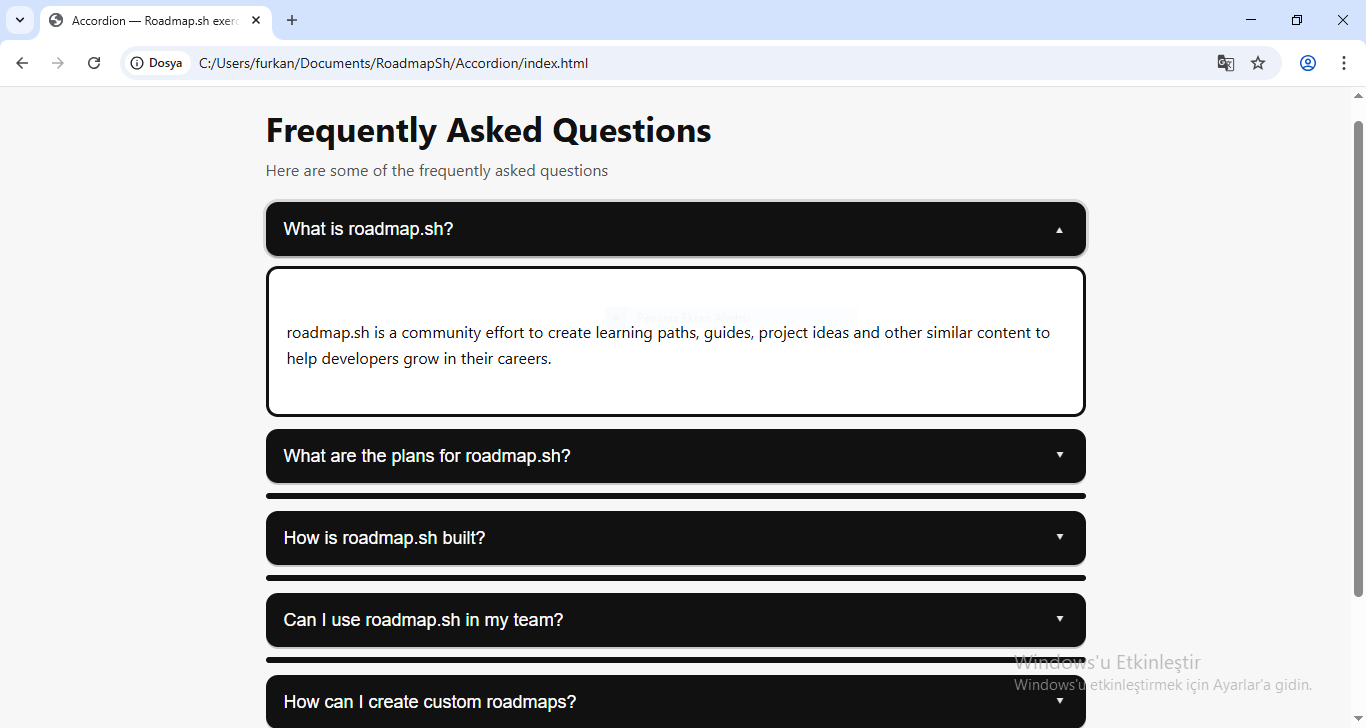 Accordion — Roadmap.sh exer
Dosya
C:/Users/furkan/Documents/RoadmapSh/Accordion/index.html
Frequently Asked Questions
Here are some of the frequently asked questions
What is roadmap.sh?
roadmap.sh is a community effort to create learning paths, guides, project ideas and other similar content to
help developers grow in their careers.
What are the plans for roadmap.sh?
How is roadmap.sh built?
Can I use roadmap.sh in my team?
Windows'u Etkinleştir
Windows'u etkinleştirmek için Ayarlar'a gidin.
How can I create custom roadmaps?